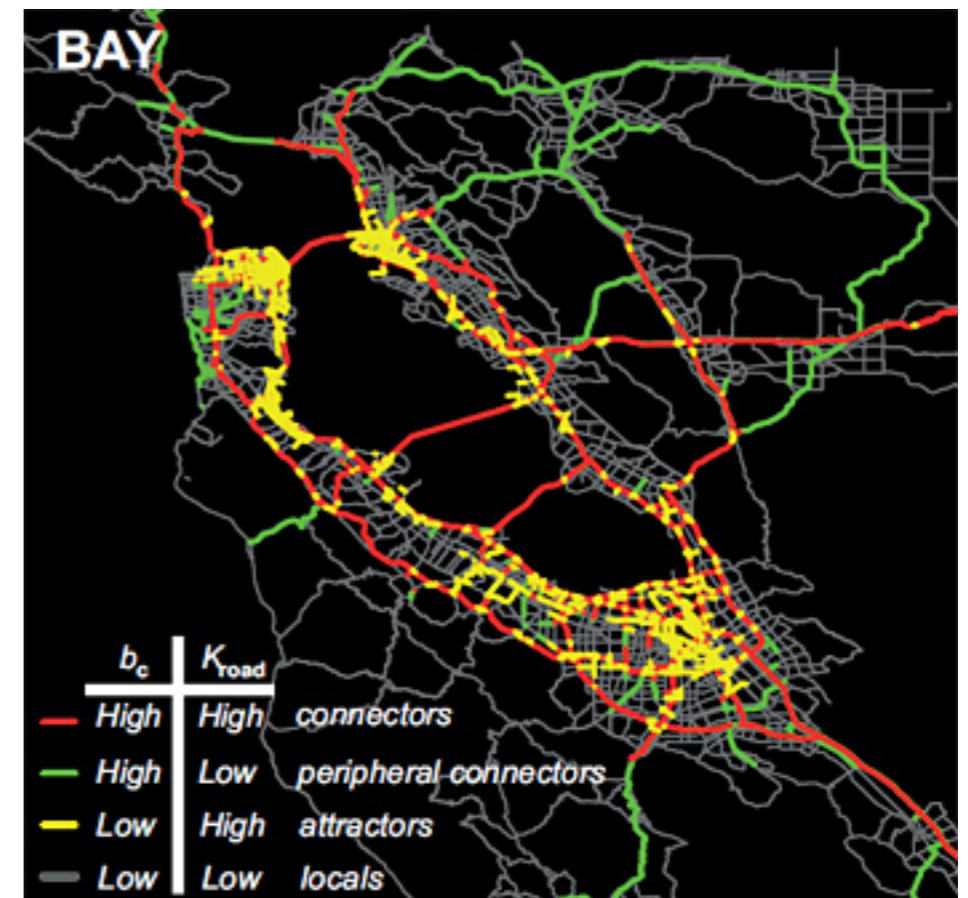 BAY
bc Kroad
High High connectors
High Low peripheral connectors
Low High attractors
Low Low locals